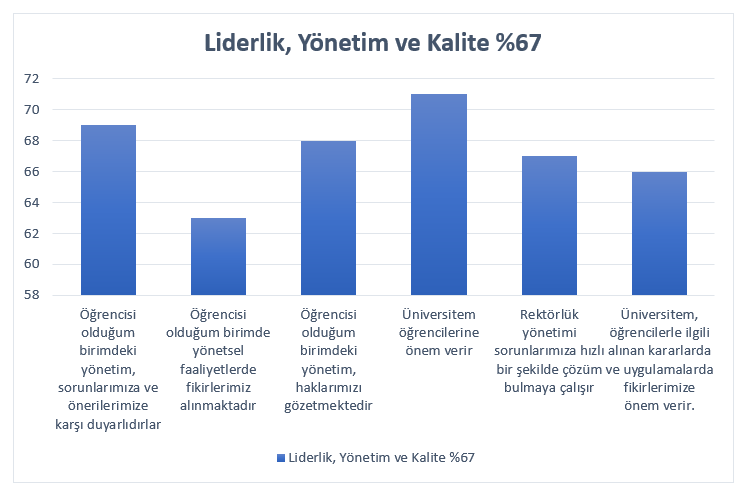 Liderlik, Yönetim ve Kalite %67
72
70
68
66
64
62
60
58
Öğrencisi
olduğum
birimdeki
yönetim,
sorunlarımıza ve
önerilerimize
karşı duyarlıdırlar
Öğrencisi
olduğum birimde
yönetsel
faaliyetlerde
fikirlerimiz
alınmaktadır
Öğrencisi
olduğum
birimdeki
yönetim,
haklarımızı
gözetmektedir
Üniversitem
öğrencilerine
önem verir
Rektörlük
yönetimi
sorunlarımıza hızlı
bir şekilde çözüm
bulmaya çalışır
Üniversitem,
öğrencilerle ilgili
alınan kararlarda
ve uygulamalarda
fikirlerimize
önem verir.
Liderlik, Yönetim ve Kalite %67